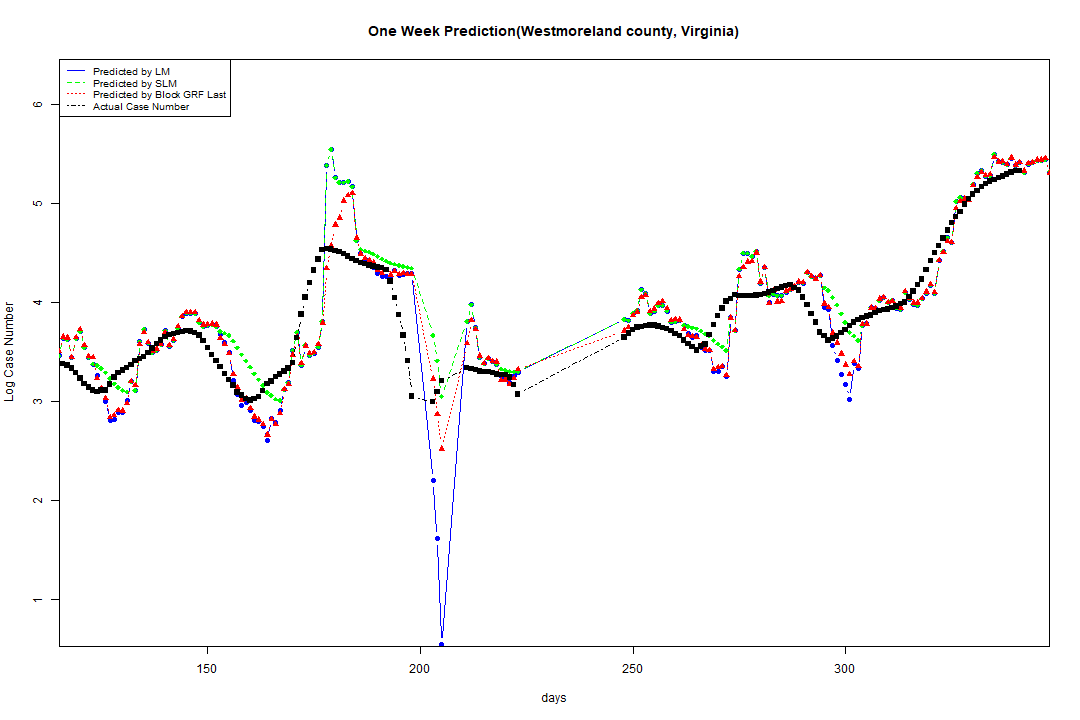 One Week Prediction(Westmoreland county, Virginia)
Predicted by LM
Predicted by SLM
Predicted by Block GRF Last
Actual Case Number
Log Case Number
6
5
4
3
2
1
150
200
250
300
days